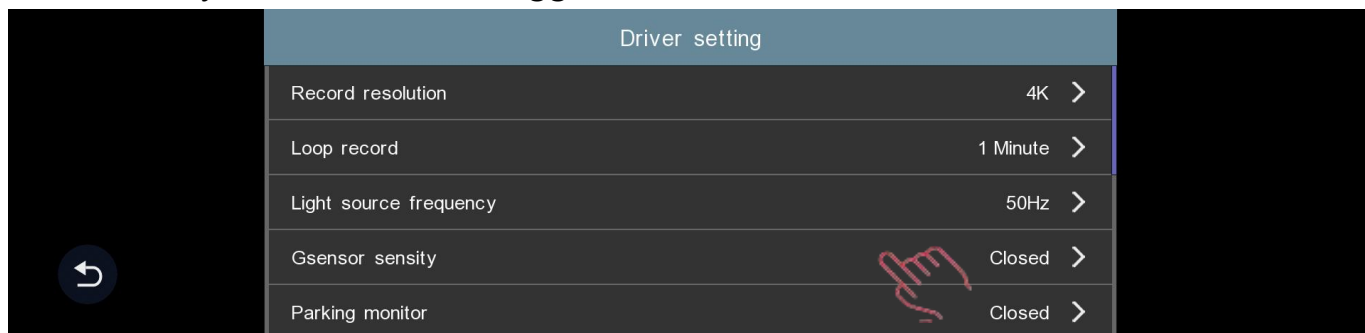 Driver setting
Record resolution 4K
Loop record 1 Minute
Light source frequency 50Hz
Gsensor sensity Closed
Parking monitor Closed